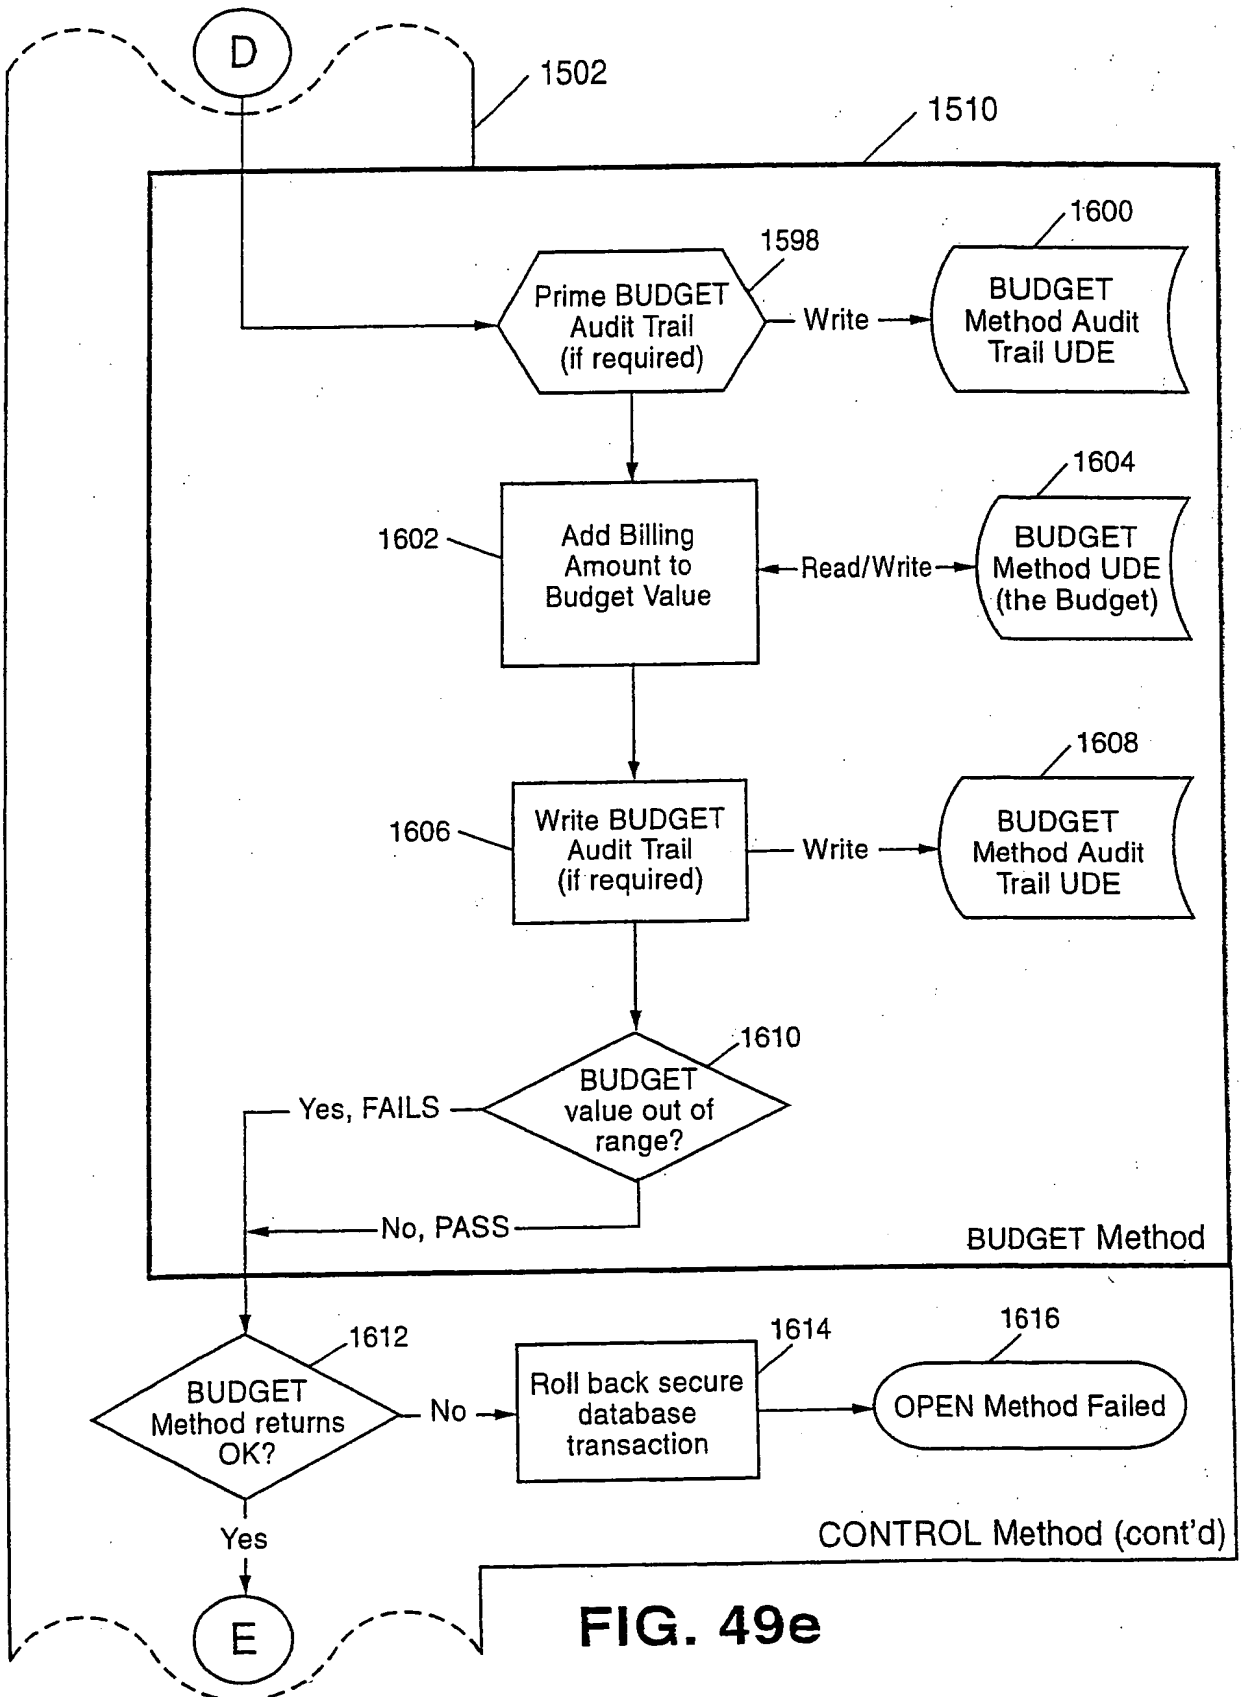 D
1502
1510
1600
1598
Prime BUDGET
Audit Trail
(if required)
Write
BUDGET
Method Audit
Trail UDE
1604
1602
Add Billing
Amount to
Budget Value
Read/Write
BUDGET
Method UDE
(the Budget)
1608
1606
Write BUDGET
Audit Trail
(if required)
Write
BUDGET
Method Audit
Trail UDE
1610
BUDGET
value out of
range?
Yes, FAILS
No, PASS
BUDGET Method
1612
BUDGET
Method returns
OK?
No
1614
Roll back secure
database
transaction
1616
OPEN Method Failed
Yes
CONTROL Method (cont'd)
E
FIG. 49e